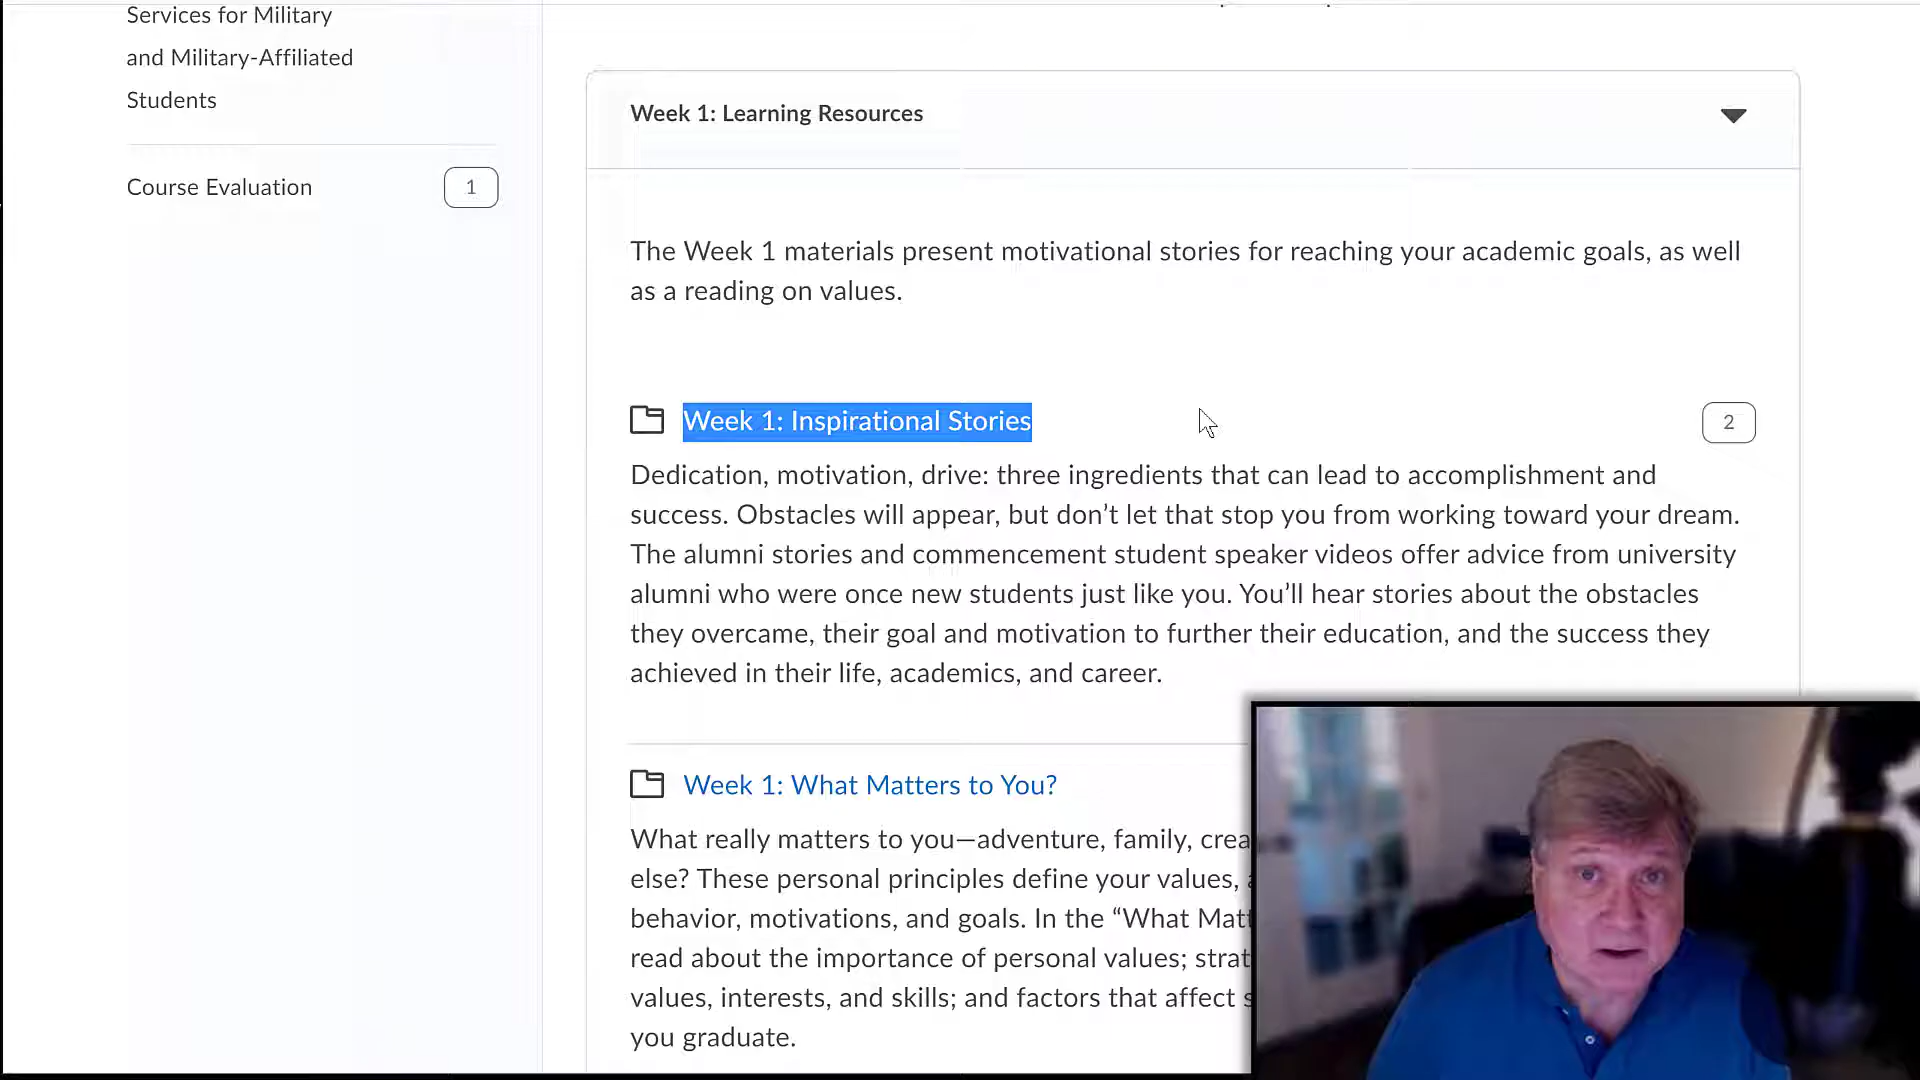 Services for Military
and Military-Affiliated
Students
Course Evaluation
1
Week 1: Learning Resources
The Week 1 materials present motivational stories for reaching your academic goals, as well
as a reading on values.
Week 1: Inspirational Stories
2
Dedication, motivation, drive: three ingredients that can lead to accomplishment and
success. Obstacles will appear, but don’t let that stop you from working toward your dream.
The alumni stories and commencement student speaker videos offer advice from university
alumni who were once new students just like you. You’ll hear stories about the obstacles
they overcame, their goal and motivation to further their education, and the success they
achieved in their life, academics, and career.
Week 1: What Matters to You?
What really matters to you—adventure, family, crea
else? These personal principles define your values,
behavior, motivations, and goals. In the “What Matt
read about the importance of personal values; strat
values, interests, and skills; and factors that affect s
you graduate.